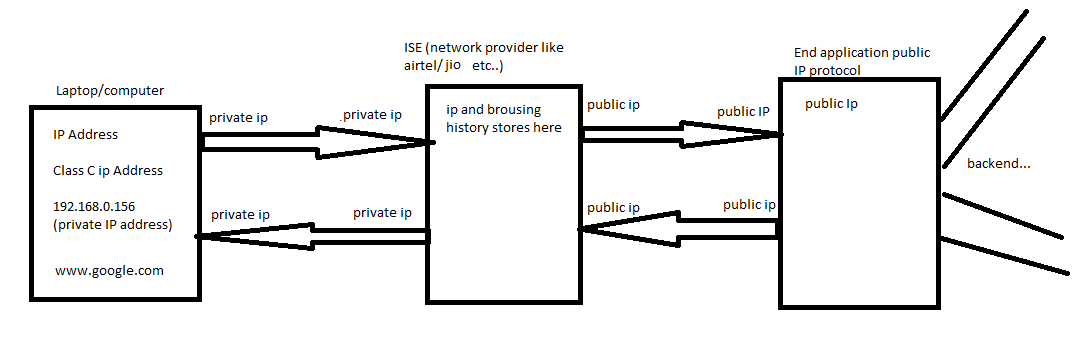 Laptop/computer
IP Address
Class C ip Address
192.168.0.156
(private IP address)
www.google.com
private ip
private ip
private ip
private ip
ISE (network provider like
airtel/jio etc..)
ip and brousing
history stores here
public ip
public IP
public ip
public ip
End application public
IP protocol
public Ip
backend...